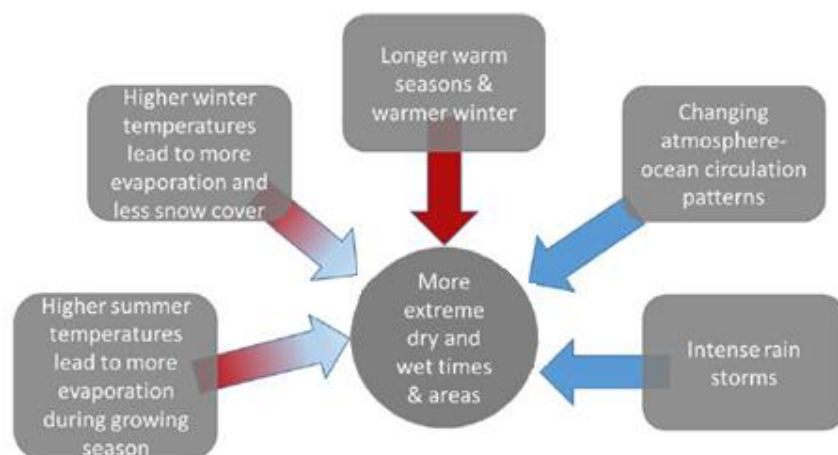 Longer warm
seasons &
warmer winter
Higher winter
temperatures
lead to more
evaporation and
less snow cover
Changing
atmosphere-
ocean circulation
patterns
Higher summer
temperatures
lead to more
evaporation
during growing
season
More
extreme
dry and
wet times
& areas
Intense rain
storms